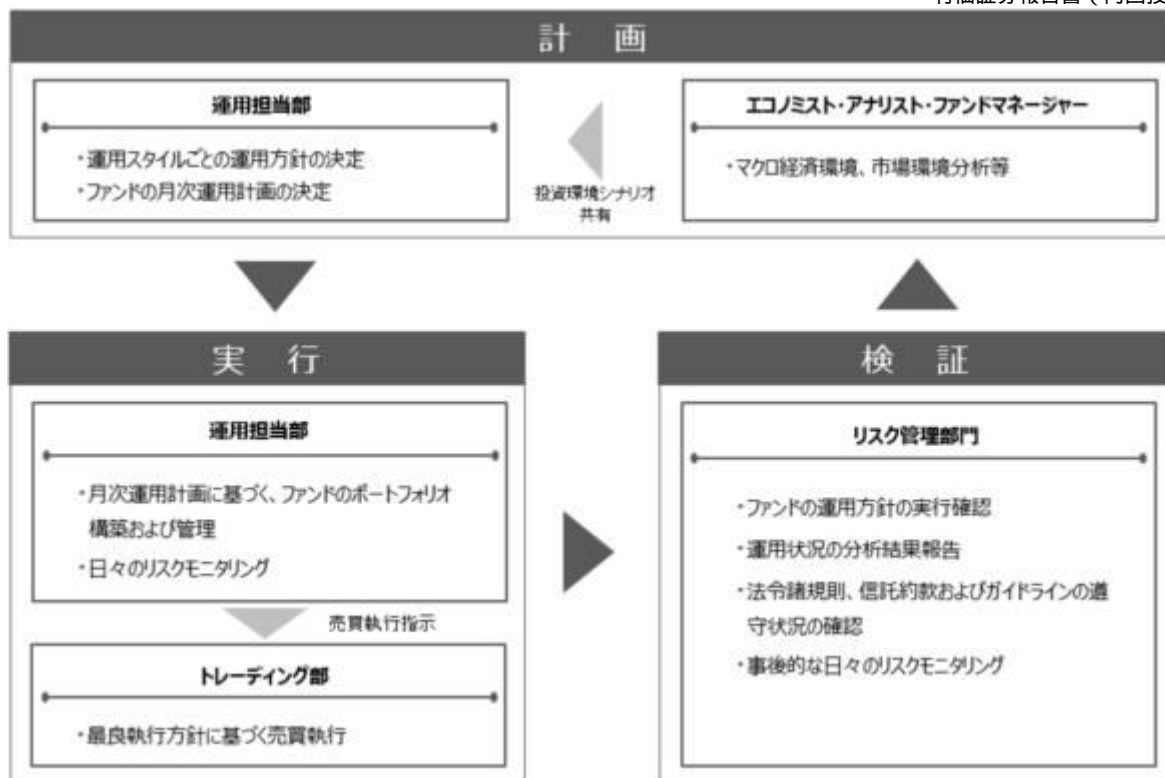 計 画
運用担当部
・運用スタイルごとの運用方針の決定
・ファンドの月次運用計画の決定
投資環境シナリオ
共有
エコノミスト・アナリスト・ファンドマネージャー
・マクロ経済環境、市場環境分析等
実 行
運用担当部
・月次運用計画に基づく、ファンドのポートフォリオ
構築および管理
・日々のリスクモニタリング
売買執行指示
トレーディング部
・最良執行方針に基づく売買執行
検 証
リスク管理部門
・ファンドの運用方針の実行確認
・運用状況の分析結果報告
・法令諸規則、信託約款およびガイドラインの遵
守状況の確認
・事後的な日々のリスクモニタリング